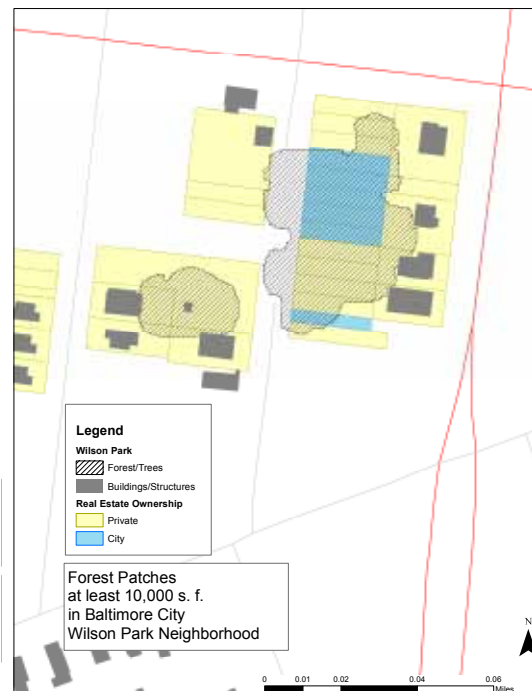 Legend
Wilson Park
Forest/Trees
Buildings/Structures
Real Estate Ownership
Private
City
Forest Patches
at least 10,000 s. f.
in Baltimore City
Wilson Park Neighborhood
N
0 0.01 0.02 0.04 0.06
Miles